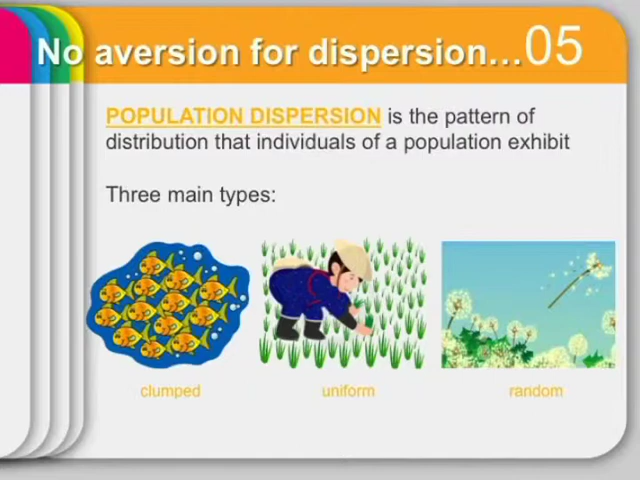 No aversion for dispersion...05
POPULATION DISPERSION is the pattern of
distribution that individuals of a population exhibit
Three main types:
clumped uniform random